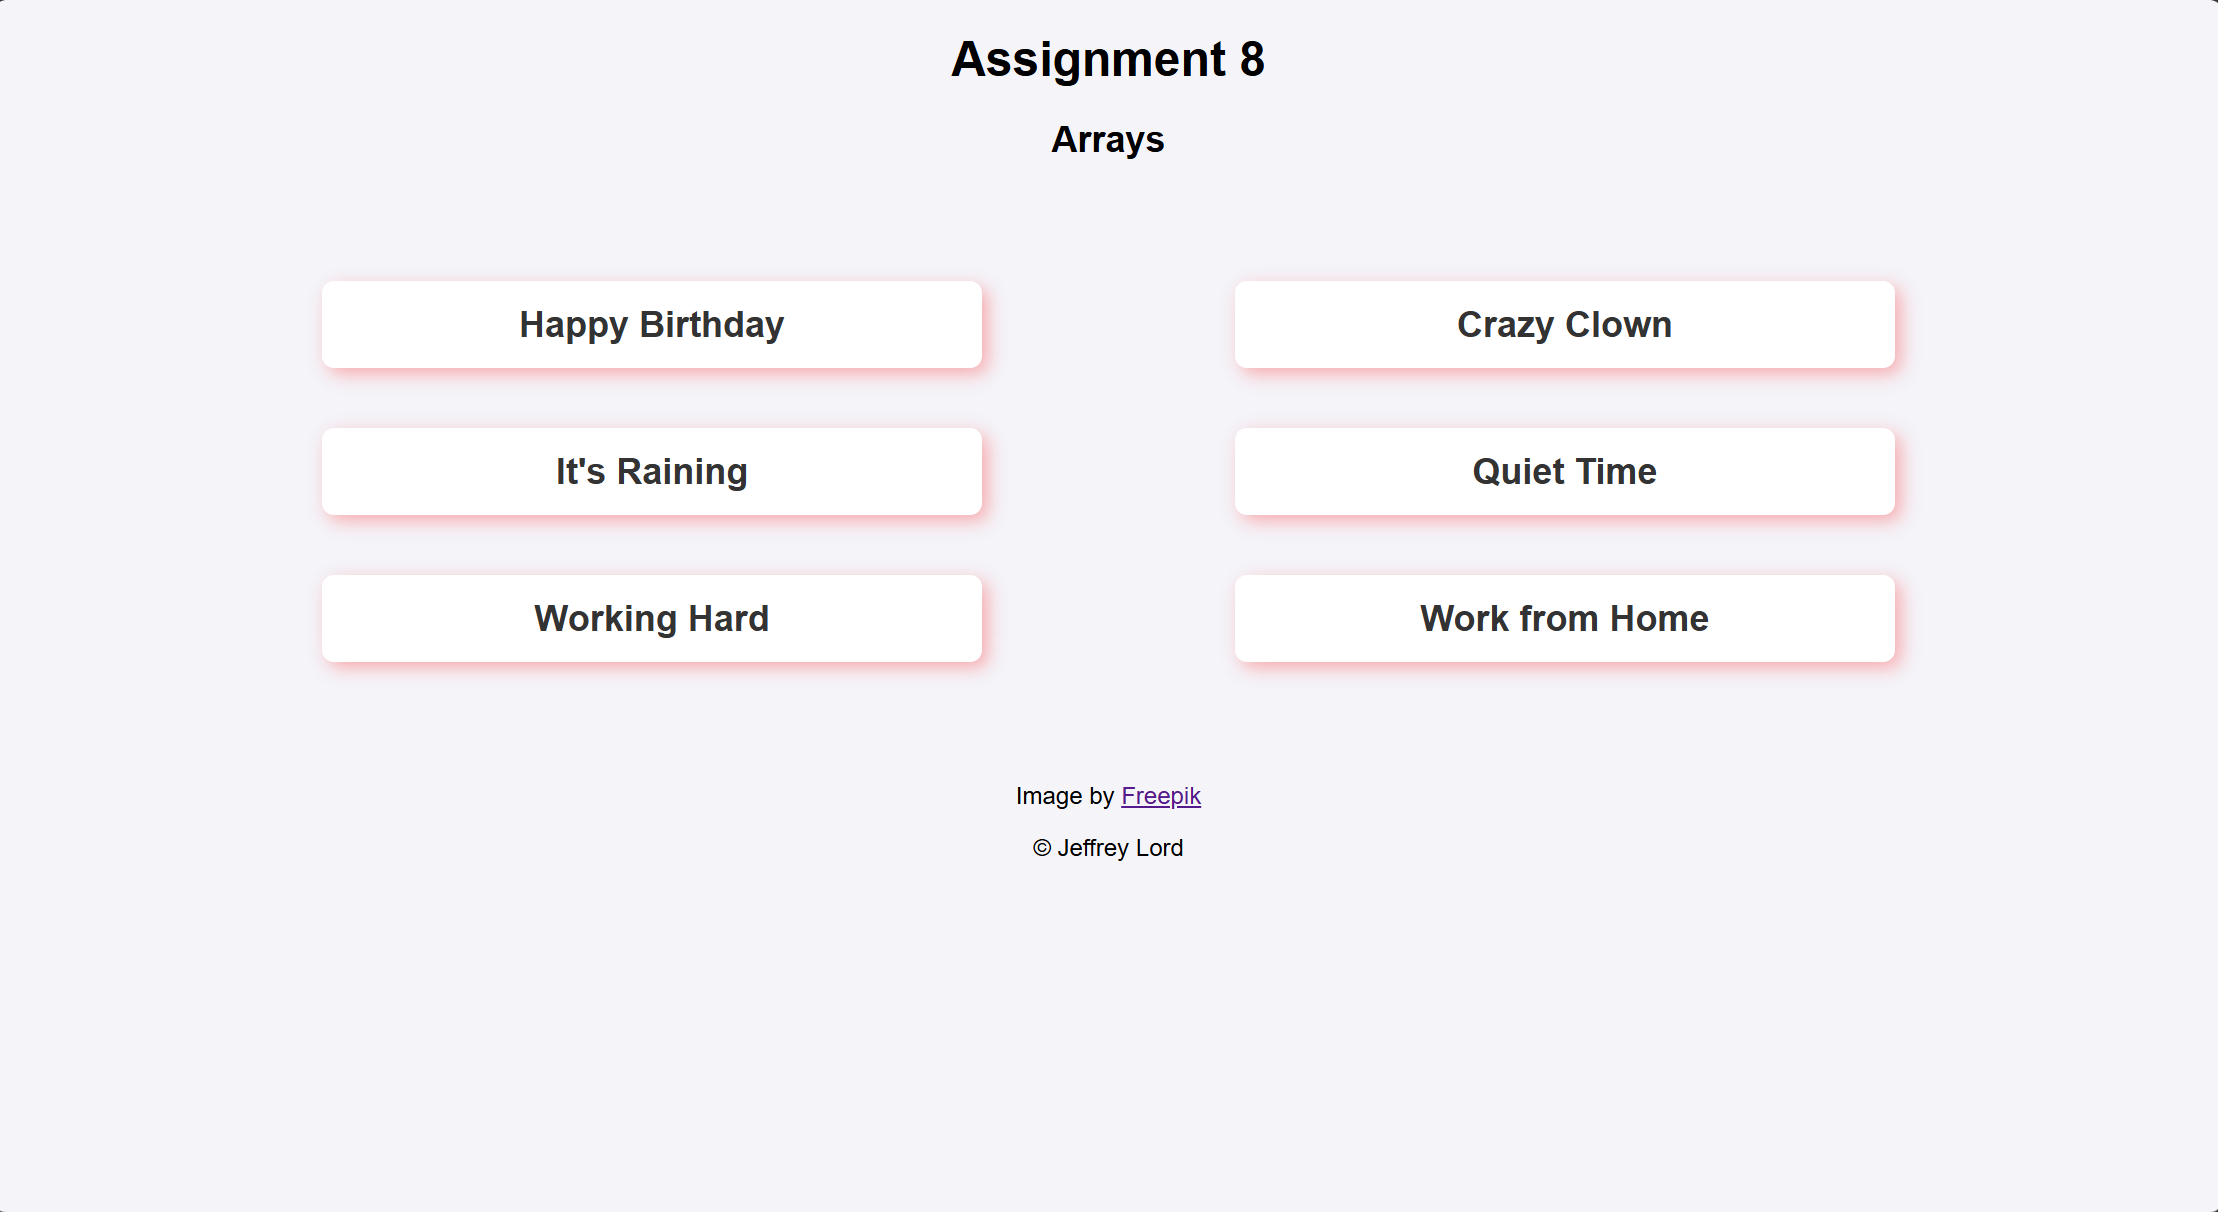 Assignment 8
Arrays
Happy Birthday
Crazy Clown
It's Raining
Quiet Time
Working Hard
Work from Home
Image by Freepik
© Jeffrey Lord